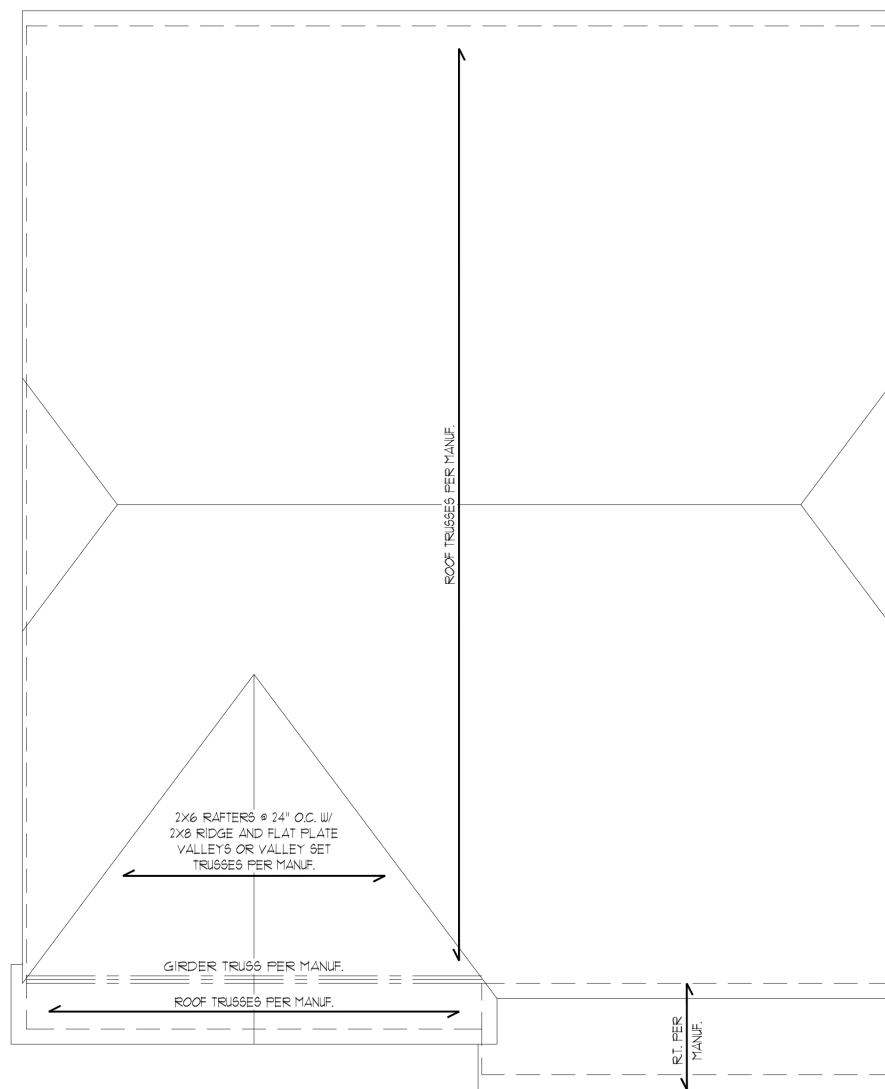 ROOF TRUSSES PER MANUF.
2X6 RAFTERS @ 24" O.C. W/
2X8 RIDGE AND FLAT PLATE
VALLEYS OR VALLEY SET
TRUSSES PER MANUF.
GIRDER TRUSS PER MANUF.
ROOF TRUSSES PER MANUF.
R.T. PER
MANUF.